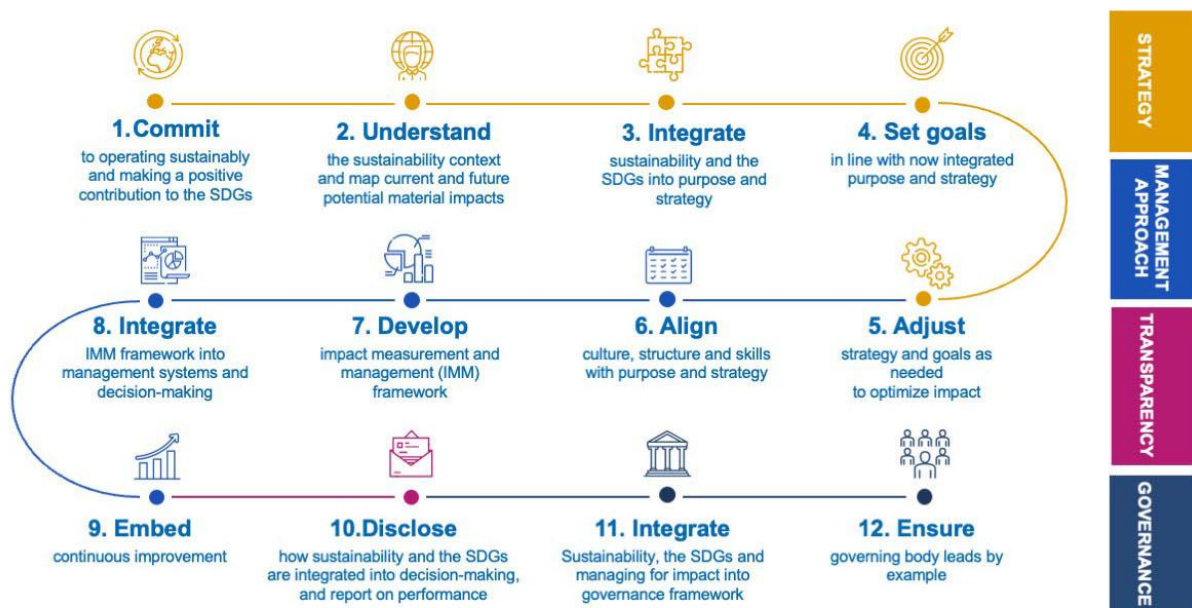 1.Commit
to operating sustainably
and making a positive
contribution to the SDGs
2. Understand
the sustainability context
and map current and future
potential material impacts
3. Integrate
sustainability and the
SDGs into purpose and
strategy
4. Set goals
in line with now integrated
purpose and strategy
5. Adjust
strategy and goals as
needed
to optimize impact
6. Align
culture, structure and skills
with purpose and strategy
7. Develop
impact measurement and
management (IMM)
framework
8. Integrate
IMM framework into
management systems and
decision-making
9. Embed
continuous improvement
10.Disclose
how sustainability and the SDGs
are integrated into decision-making,
and report on performance
11. Integrate
Sustainability, the SDGs and
managing for impact into
governance framework
12. Ensure
governing body leads by
example
STRATEGY
MANAGEMENT
APPROACH
TRANSPARENCY
GOVERNANCE